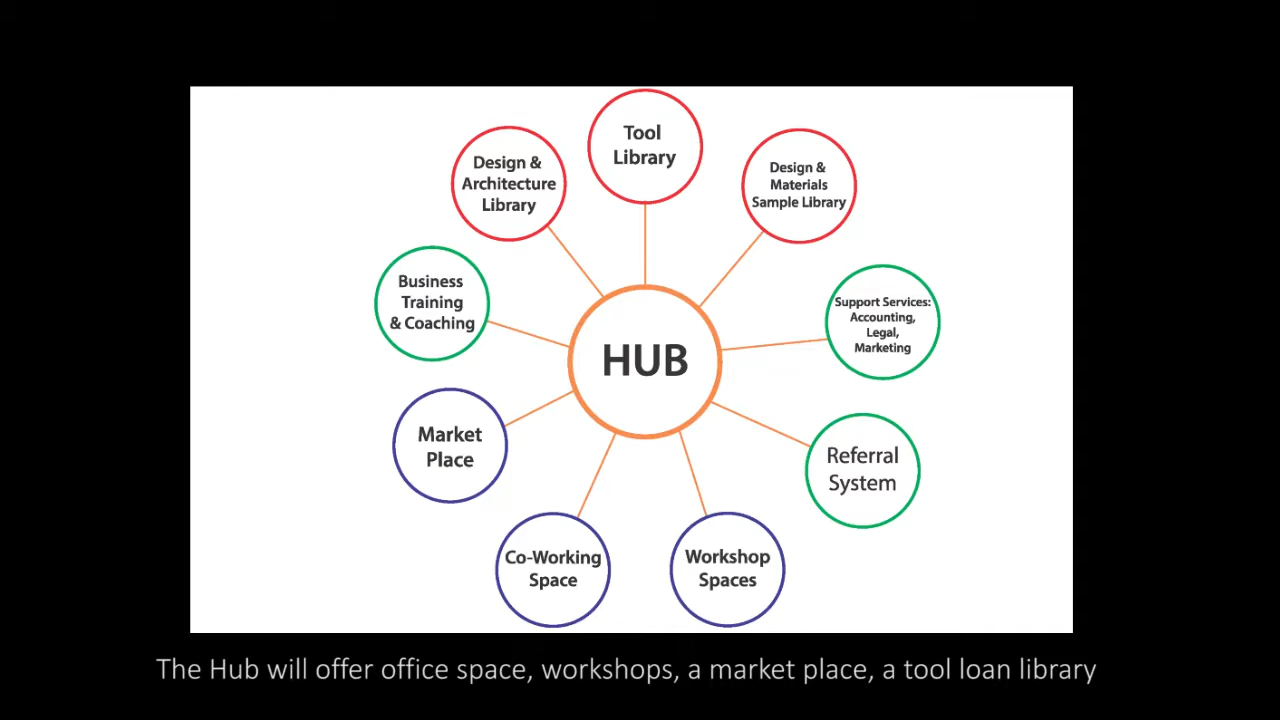 Tool
Library
Design &
Architecture
Library
Design &
Materials
Sample Library
Business
Training
& Coaching
Support Services:
Accounting,
Legal,
Marketing
HUB
Market
Place
Referral
System
Co-Working
Space
Workshop
Spaces
The Hub will offer office space, workshops, a market place, a tool loan library